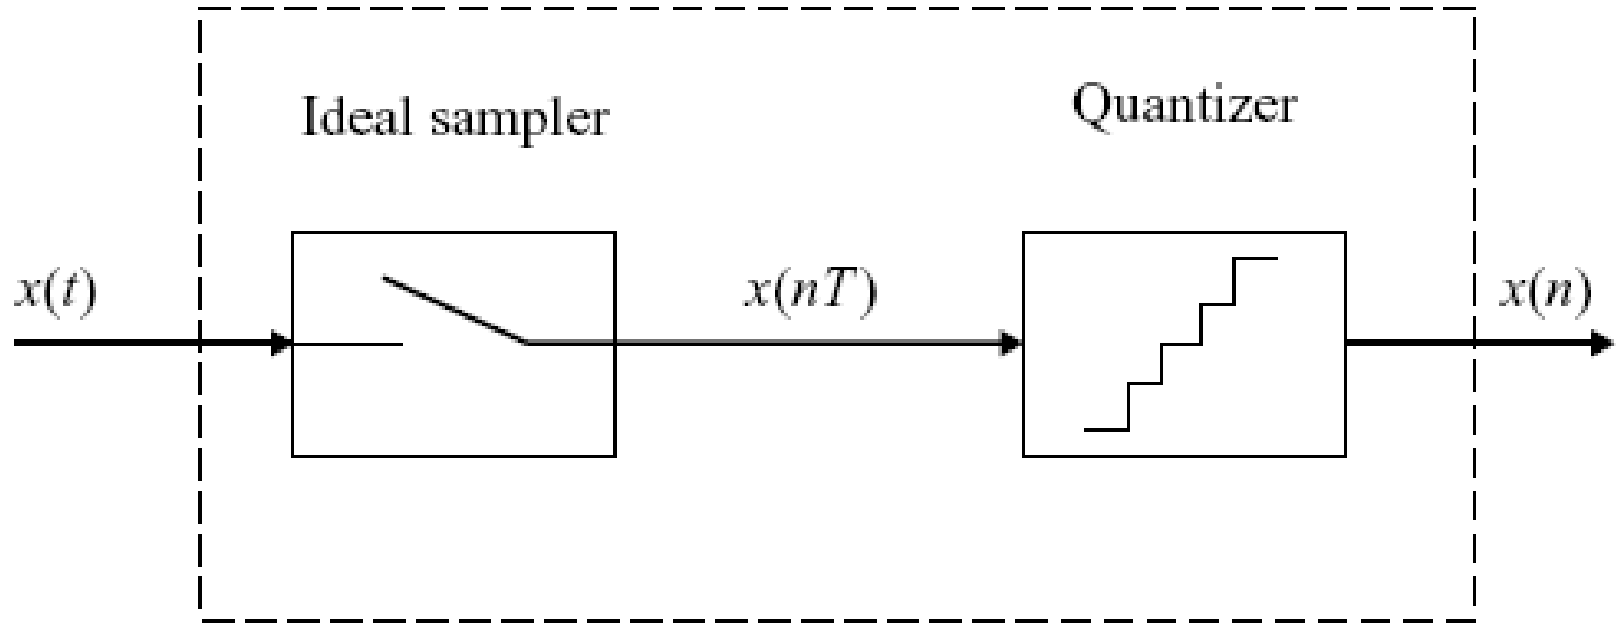 Ideal sampler
Quantizer
x(t)
x(nT)
x(n)